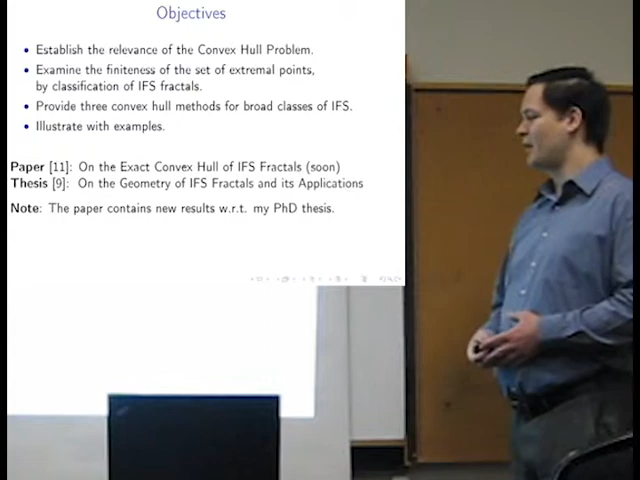 Objectives
• Establish the relevance of the Convex Hull Problem.
• Examine the finiteness of the set of extremal points,
by classification of IFS fractals.
• Provide three convex hull methods for broad classes of IFS.
• Illustrate with examples.
Paper [11]: On the Exact Convex Hull of IFS Fractals (soon)
Thesis [9]: On the Geometry of IFS Fractals and its Applications
Note: The paper contains new results w.r.t. my PhD thesis.